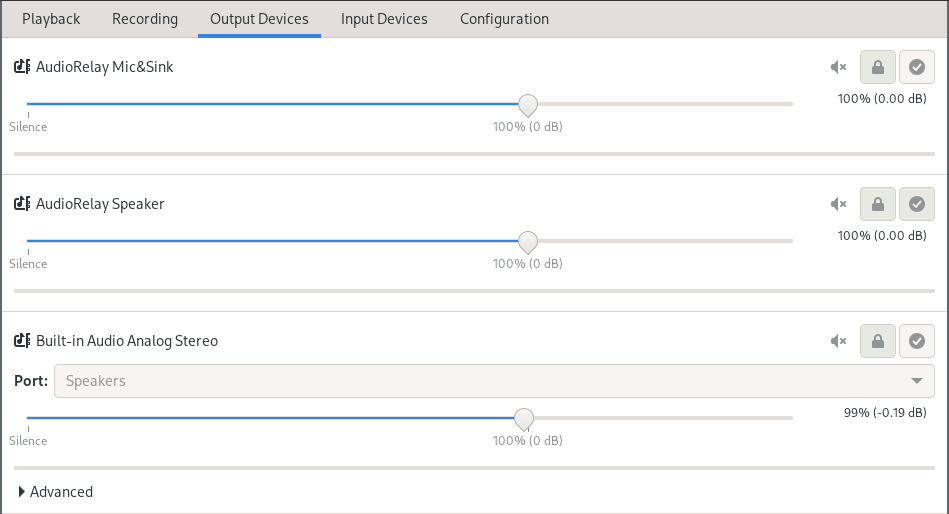 Playback Recording Output Devices Input Devices Configuration
AudioRelay Mic&Sink
100% (0.00 dB)
Silence 100% (0 dB)
AudioRelay Speaker
100% (0.00 dB)
Silence 100% (0 dB)
Built-in Audio Analog Stereo
Port: Speakers
99% (-0.19 dB)
Silence 100% (0 dB)
Advanced